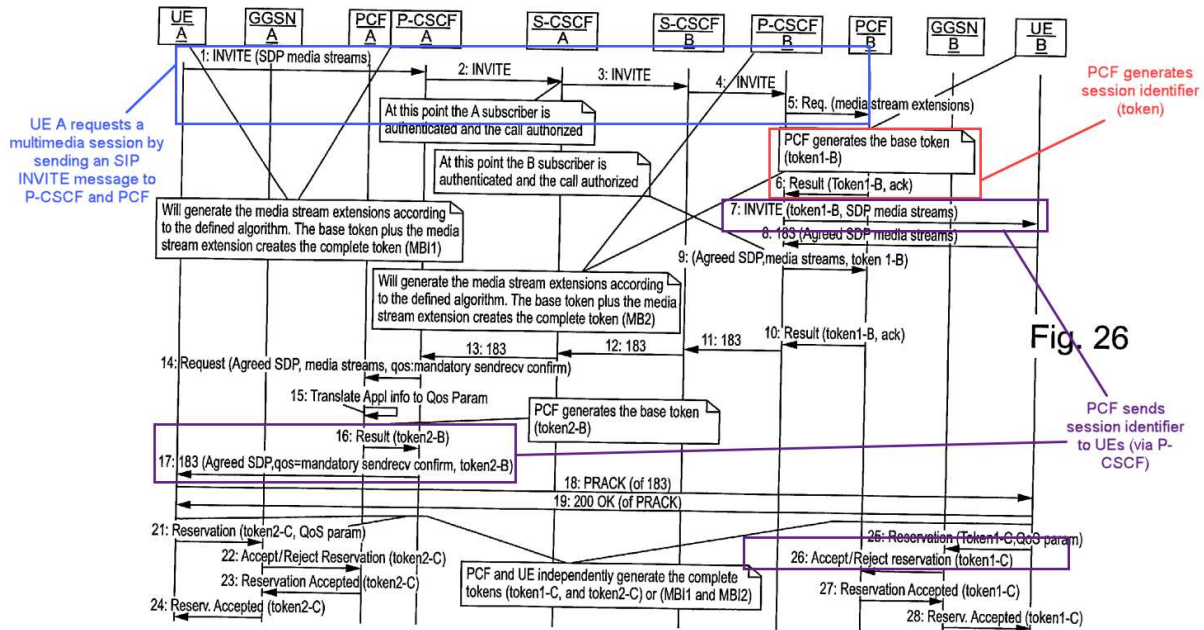 UE
A
GGSN
A
PCF
A
P-CSCF
A
S-CSCF
A
S-CSCF
B
P-CSCF
B
PCF
B
GGSN
B
UE
B
1: INVITE (SDP media streams)
2: INVITE
3: INVITE
4: INVITE
5: Req. (media stream extensions)
UE A requests a
multimedia session by
sending an SIP
INVITE message to
P-CSCF and PCF
PCF generates
session identifier
(token)
At this point the A subscriber is
authenticated and the call authorized
At this point the B subscriber is
authenticated and the call authorized
PCF generates the base token
(token1-B)
6: Result (Token1-B, ack)
7: INVITE (token1-B, SDP media streams)
8: 183 (Agreed SDP media streams)
Will generate the media stream extensions according
to the defined algorithm. The base token plus the media
stream extension creates the complete token (MBI1)
9: (Agreed SDP,media streams, token 1-B)
Will generate the media stream extensions according
to the defined algorithm. The base token plus the media
stream extension creates the complete token (MB2)
10: Result (token1-B, ack)
Fig. 26
11: 183
12: 183
13: 183
14: Request (Agreed SDP, media streams, qos:mandatory sendrecv confirm)
15: Translate Appl info to Qos Param
PCF generates the base token
(token2-B)
PCF sends
session identifier
to UEs (via P-
CSCF)
16: Result (token2-B)
17: 183 (Agreed SDP,qos=mandatory sendrecv confirm, token2-B)
18: PRACK (of 183)
19: 200 OK (of PRACK)
21: Reservation (token2-C, QoS param)
22: Accept/Reject Reservation (token2-C)
23: Reservation Accepted (token2-C)
24: Reserv. Accepted (token2-C)
PCF and UE independently generate the complete
tokens (token1-C, and token2-C) or (MBI1 and MBI2)
25: Reservation (Token1-C,QoS param)
26: Accept/Reject reservation (token1-C)
27: Reservation Accepted (token1-C)
28: Reserv. Accepted (token1-C)